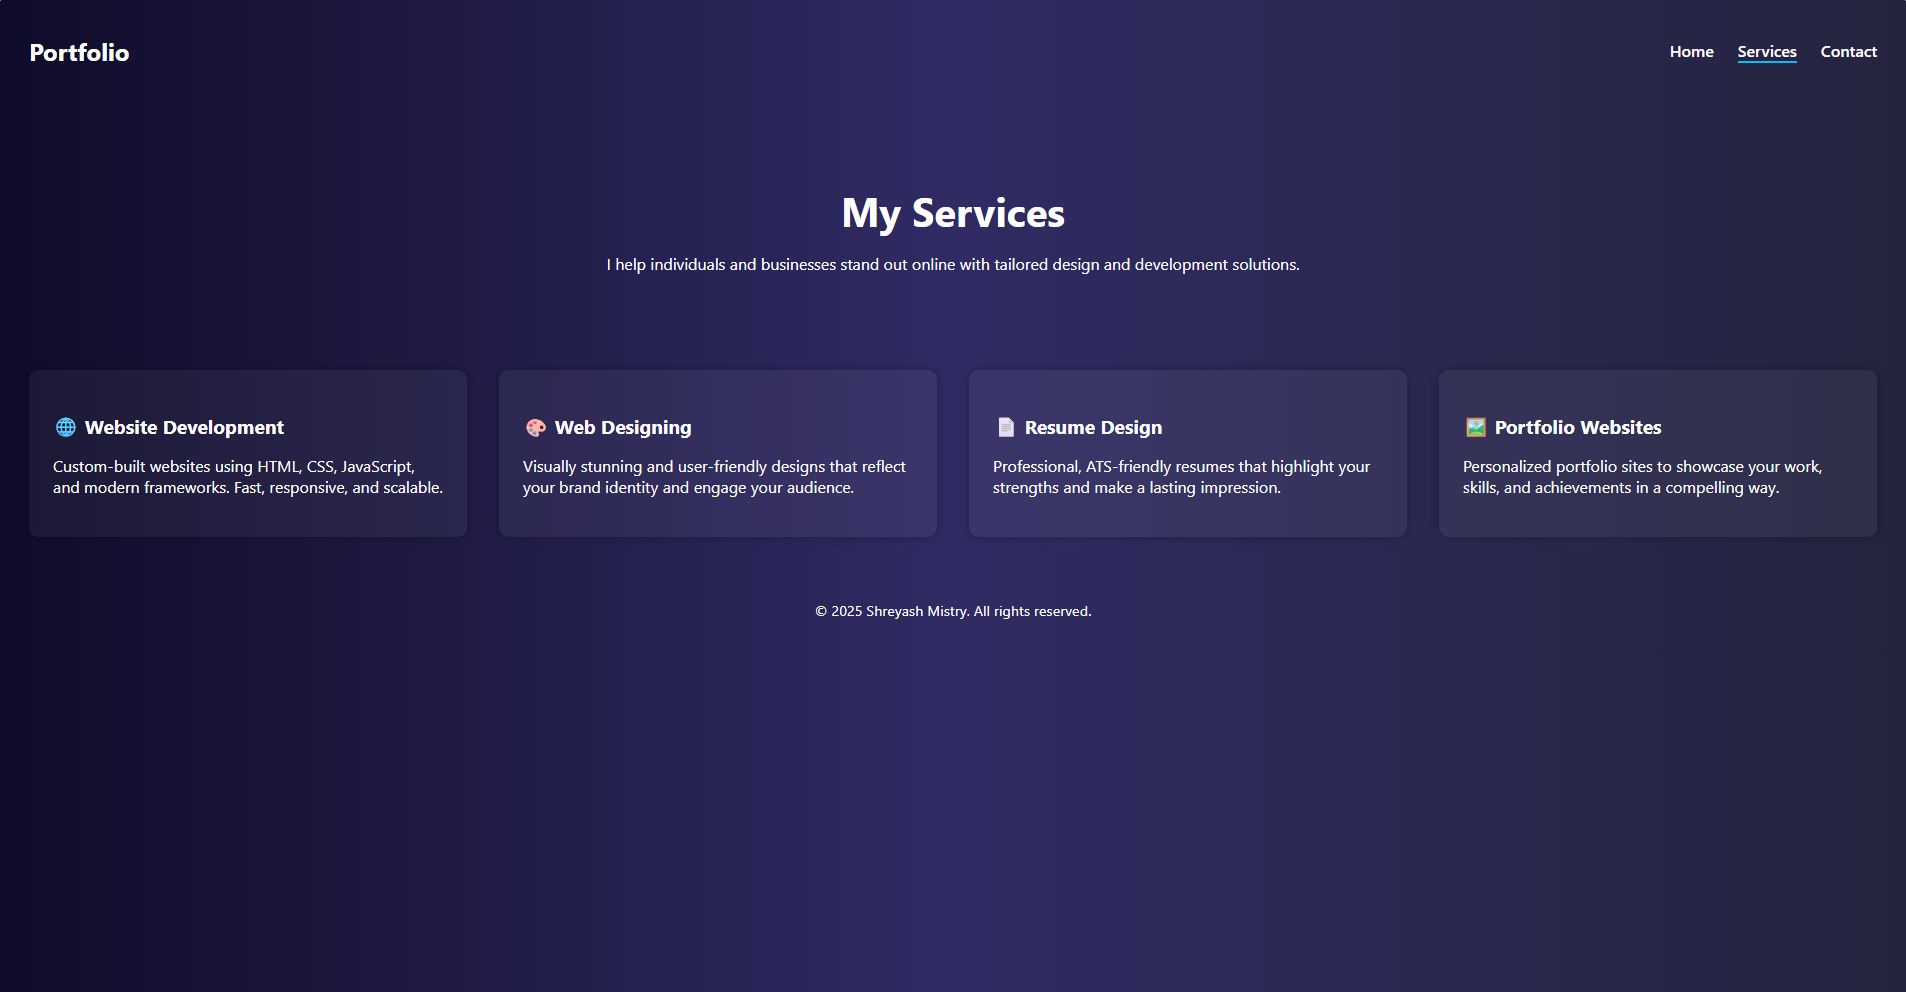 Portfolio
Home Services Contact
My Services
I help individuals and businesses stand out online with tailored design and development solutions.
Website Development
Custom-built websites using HTML, CSS, JavaScript,
and modern frameworks. Fast, responsive, and scalable.
Web Designing
Visually stunning and user-friendly designs that reflect
your brand identity and engage your audience.
Resume Design
Professional, ATS-friendly resumes that highlight your
strengths and make a lasting impression.
Portfolio Websites
Personalized portfolio sites to showcase your work,
skills, and achievements in a compelling way.
© 2025 Shreyash Mistry. All rights reserved.